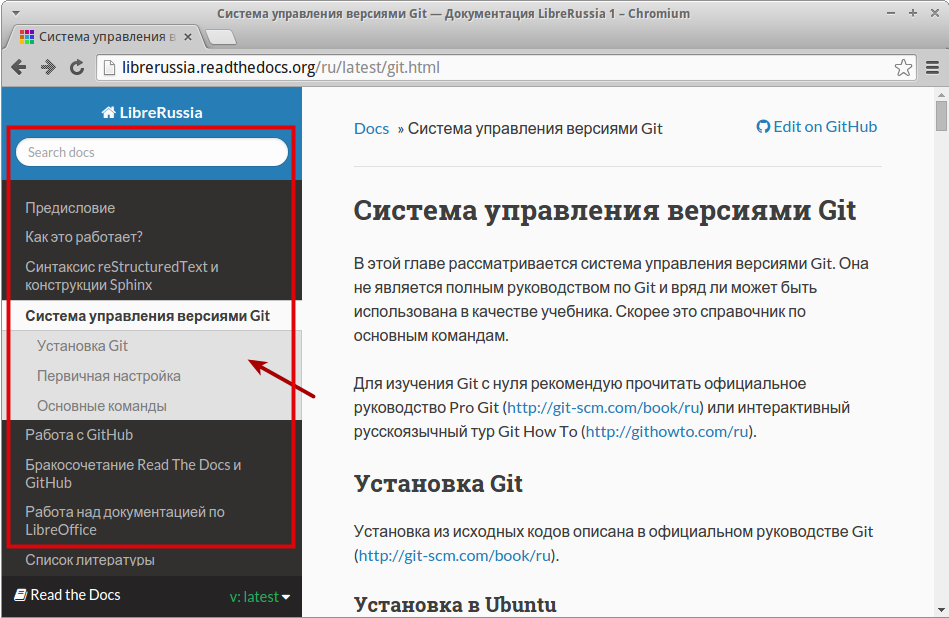 Система управления версиями Git — Документация LibreRussia 1 – Chromium
Система управления в
librerussia.readthedocs.org/ru/latest/git.html
LibreRussia
Search docs
Предисловие
Как это работает?
Синтаксис reStructuredText и
конструкции Sphinx
Система управления версиями Git
Установка Git
Первичная настройка
Основные команды
Работа с GitHub
Бракосочетание Read The Docs и
GitHub
Работа над документацией по
LibreOffice
Список литературы
Read the Docs
v: latest
Docs » Система управления версиями Git
Edit on GitHub
Система управления версиями Git
В этой главе рассматривается система управления версиями Git. Она
не является полным руководством по Git и вряд ли может быть
использована в качестве учебника. Скорее это справочник по
основным командам.
Для изучения Git с нуля рекомендую прочитать официальное
руководство Pro Git (http://git-scm.com/book/ru) или интерактивный
русскоязычный тур Git How To (http://githowto.com/ru).
Установка Git
Установка из исходных кодов описана в официальном руководстве Git
(http://git-scm.com/book/ru).
Установка в Ubuntu